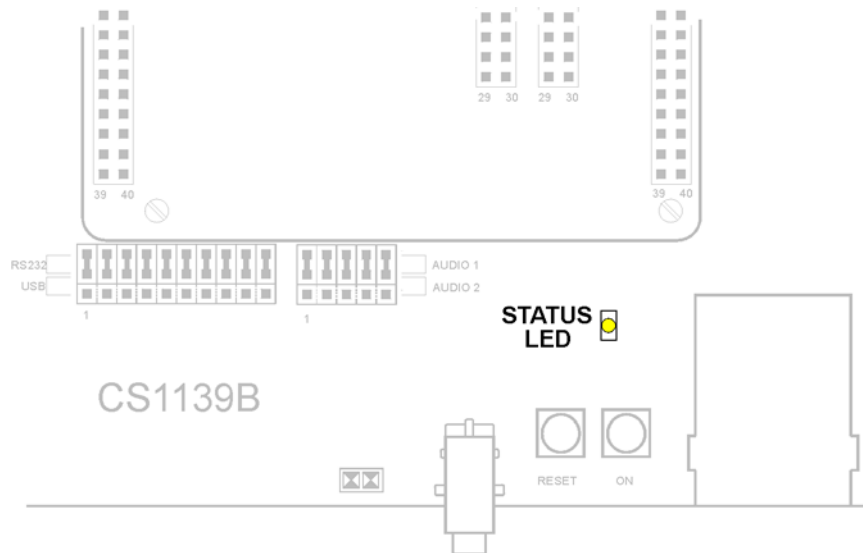 29 30 29 30
39 40 39 40
RS232 AUDIO 1
USB AUDIO 2
1 1
STATUS
LED
CS1139B
RESET ON